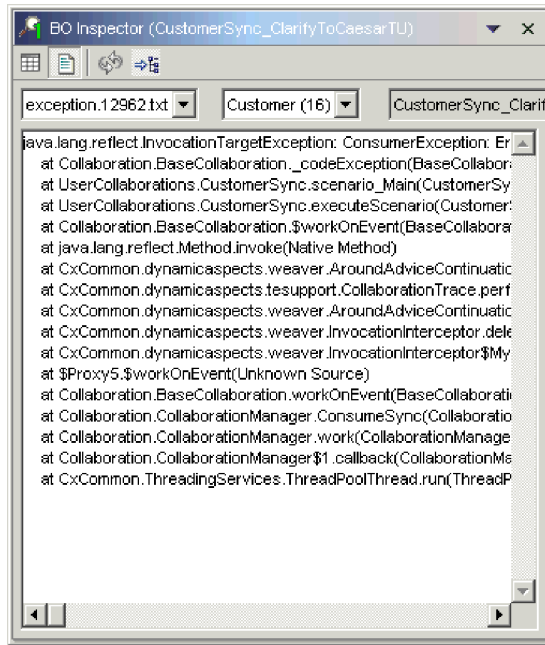 BO Inspector (CustomerSync_ClarifyToCaesarTU)
exception.12962.txt Customer (16) CustomerSync_Clarif
java.lang.reflect.InvocationTargetException: ConsumerException: Er
at Collaboration.BaseCollaboration._codeException(BaseCollabora
at UserCollaborations.CustomerSync.scenario_Main(CustomerSy
at UserCollaborations.CustomerSync.executeScenario(Customer
at Collaboration.BaseCollaboration.$workOnEvent(BaseCollabora
at java.lang.reflect.Method.invoke(Native Method)
at CxCommon.dynamicaspects.weaver.AroundAdviceContinuatic
at CxCommon.dynamicaspects.tesupport.CollaborationTrace.perf
at CxCommon.dynamicaspects.weaver.AroundAdviceContinuatic
at CxCommon.dynamicaspects.weaver.InvocationInterceptor.dele
at CxCommon.dynamicaspects.weaver.InvocationInterceptor$My
at $Proxy5.$workOnEvent(Unknown Source)
at Collaboration.BaseCollaboration.workOnEvent(BaseCollaborati
at Collaboration.CollaborationManager.ConsumeSync(Collaboratio
at Collaboration.CollaborationManager.work(CollaborationManage
at Collaboration.CollaborationManager$1.callback(CollaborationMa
at CxCommon.ThreadingServices.ThreadPoolThread.run(ThreadP